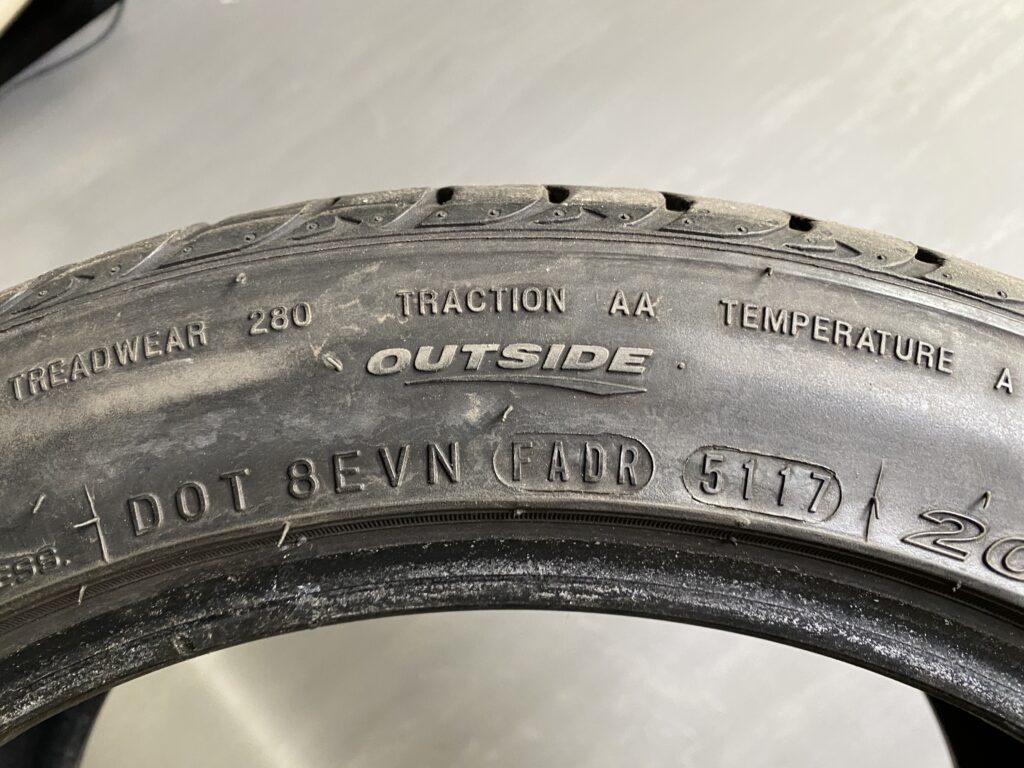 TREADWEAR 280 TRACTION AA TEMPERATURE A
OUTSIDE
DOT 8EVN FADR 5117